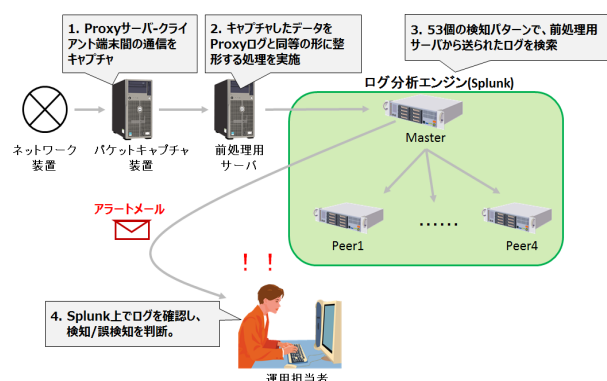 1. Proxyサーバ-クライ
アント端末間の通信を
キャプチャ
2. キャプチャしたデータを
Proxyログと同等の形に整
形する処理を実施
3. 53個の検知パターンで、前処理用
サーバから送られたログを検索
ログ分析エンジン(Splunk)
Master
ネットワーク
装置
パケットキャプチャ
装置
前処理用
サーバ
アラートメール
Peer1
......
Peer4
! !
4. Splunk上でログを確認し、
検知/誤検知を判断。
運用担当者